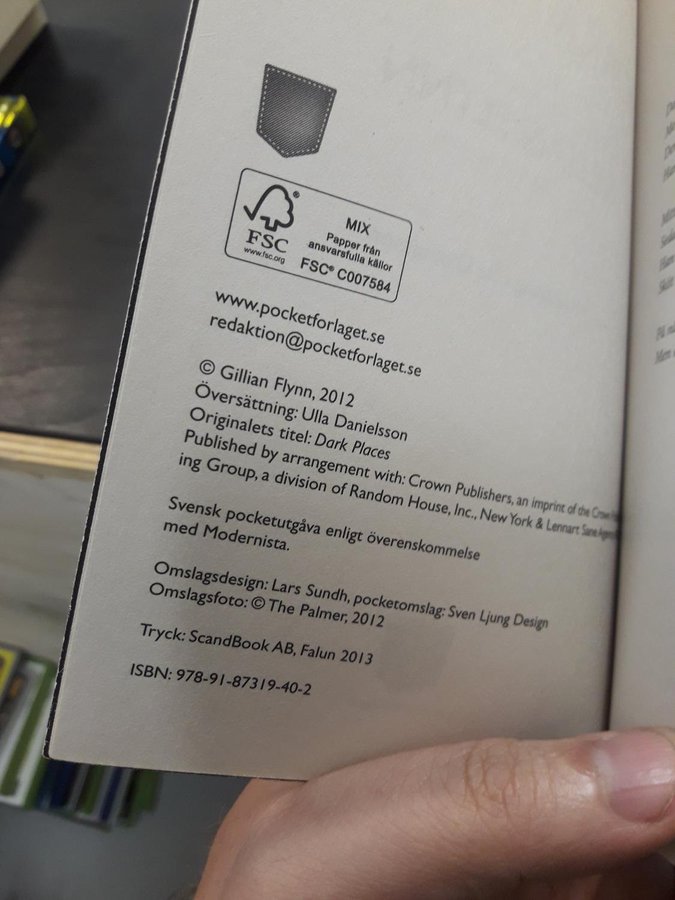 FSC®
www.fsc.org
MIX
Papper från
ansvarsfulla källor
FSC® C007584
www.pocketforlaget.se
redaktion@pocketforlaget.se
© Gillian Flynn, 2012
Översättning: Ulla Danielsson
Originalets titel: Dark Places
Published by arrangement with: Crown Publishers, an imprint of the Crown
ing Group, a division of Random House, Inc., New York & Lennart Sane
Svensk pocketutgåva enligt överenskommelse
med Modernista.
Omslagsdesign: Lars Sundh, pocketomslag: Sven Ljung Design
Omslagsfoto: © The Palmer, 2012
Tryck: ScandBook AB, Falun 2013
ISBN: 978-91-87319-40-2